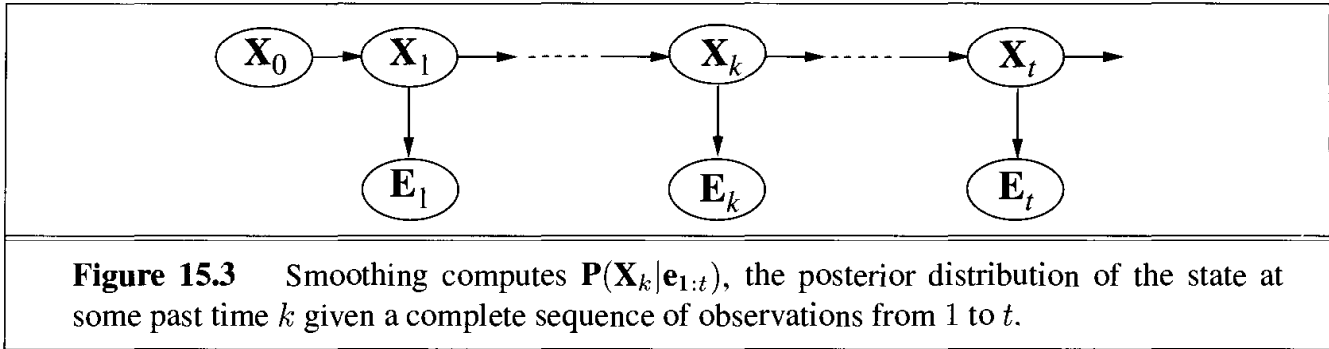 X₀ X₁ Xₖ Xₜ
E₁ Eₖ Eₜ
Figure 15.3 Smoothing computes P(Xₖ|e₁:ₜ), the posterior distribution of the state at
some past time k given a complete sequence of observations from 1 to t.